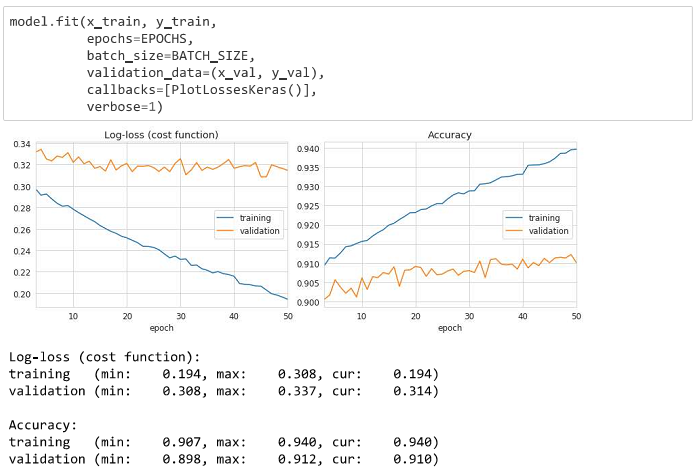 model.fit(x_train, y_train,
epochs=EPOCHS,
batch_size=BATCH_SIZE,
validation_data=(x_val, y_val),
callbacks=[PlotLossesKeras()],
verbose=1)
Log-loss (cost function)
0.34
0.32
0.30
0.28
0.26
0.24
0.22
0.20
training
validation
10 20 30 40 50
epoch
Accuracy
0.940
0.935
0.930
0.925
0.920
0.915
0.910
0.905
0.900
training
validation
10 20 30 40 50
epoch
Log-loss (cost function):
training (min: 0.194, max: 0.308, cur: 0.194)
validation (min: 0.308, max: 0.337, cur: 0.314)
Accuracy:
training (min: 0.907, max: 0.940, cur: 0.940)
validation (min: 0.898, max: 0.912, cur: 0.910)